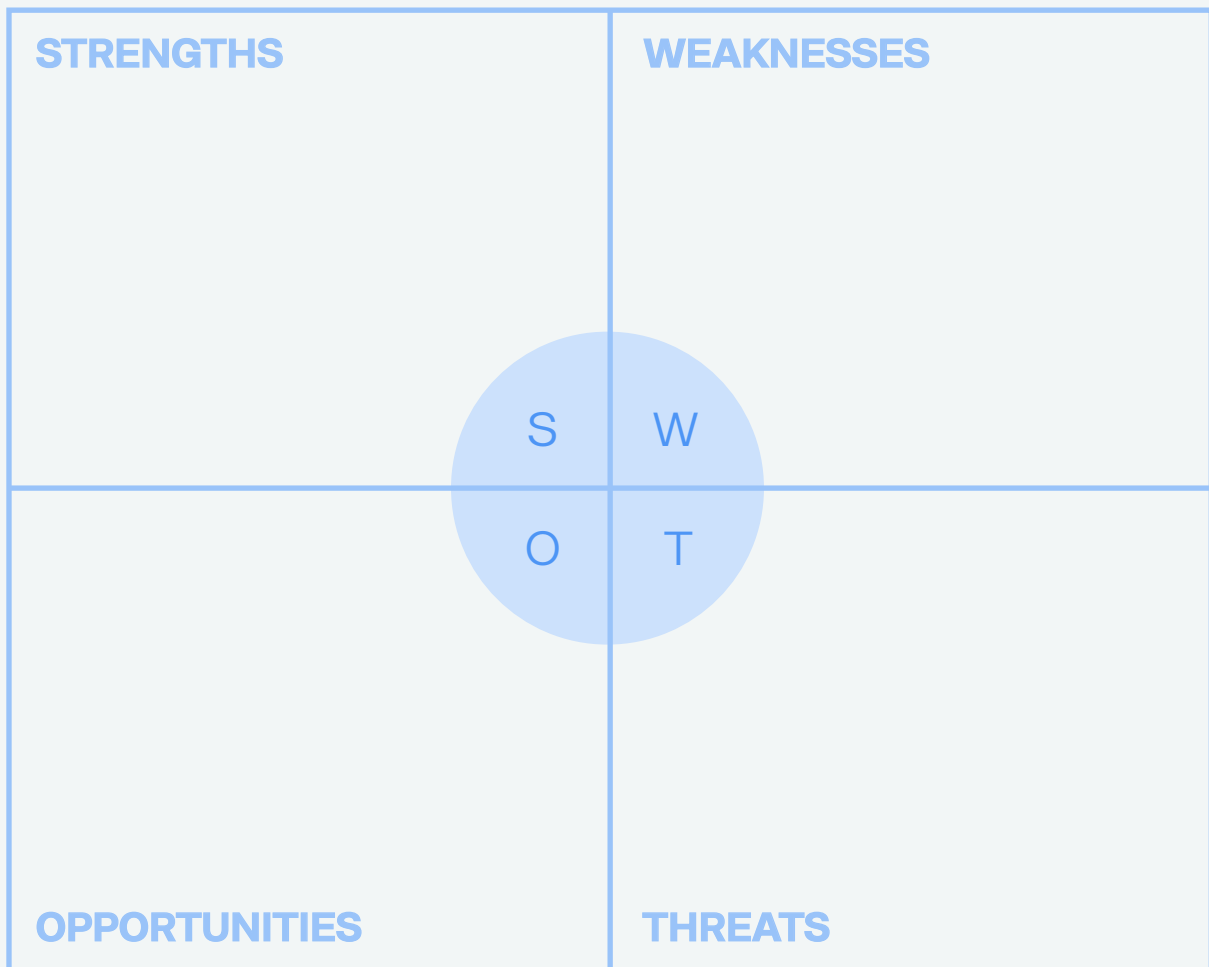 STRENGTHS
WEAKNESSES
S
W
O
T
OPPORTUNITIES
THREATS